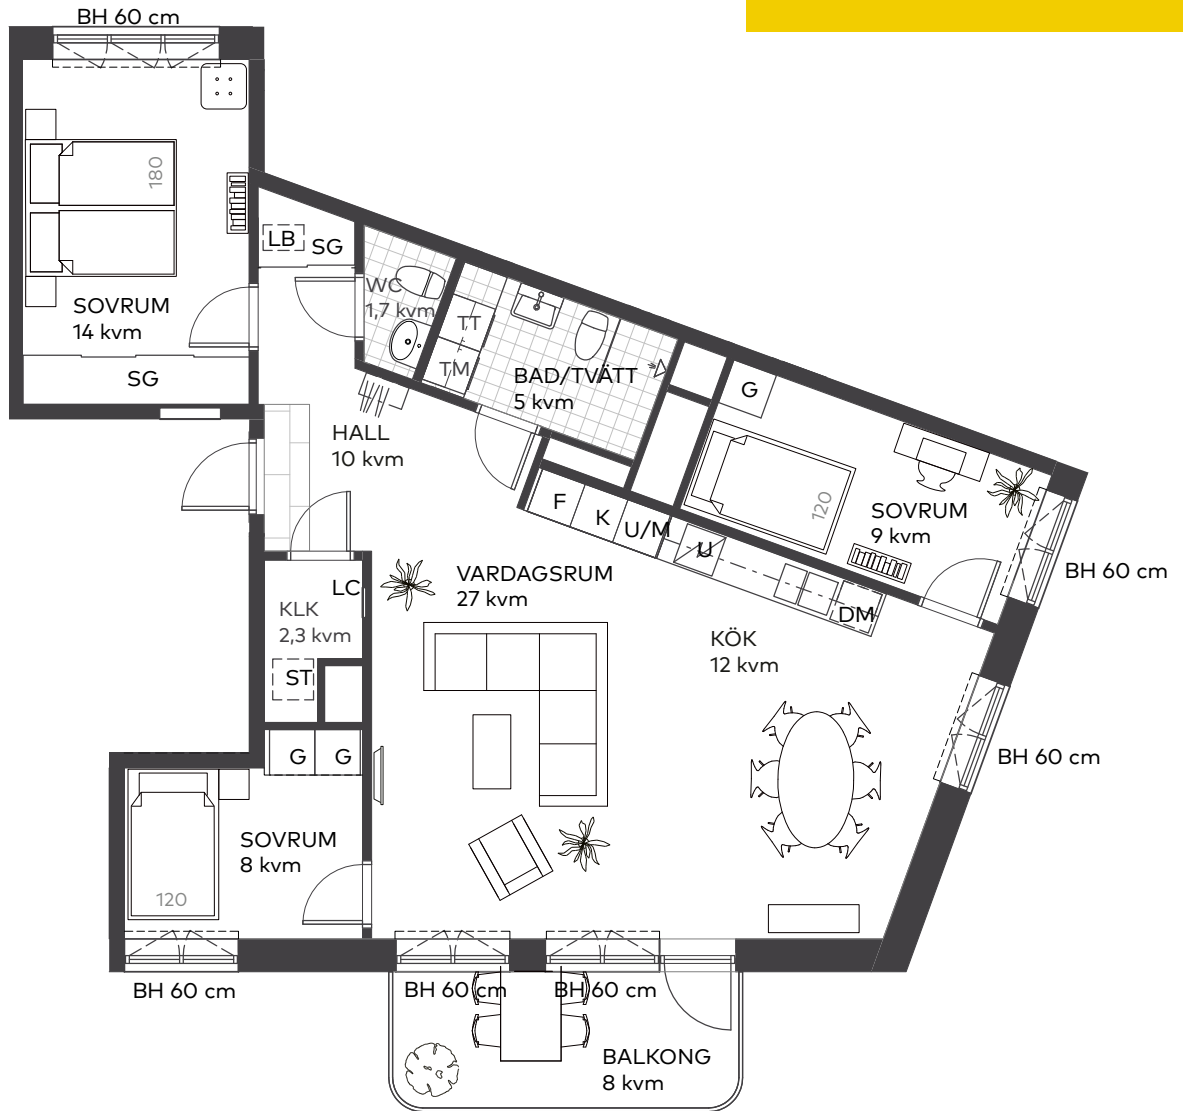 BH 60 cm
180
SOVRUM
14 kvm
SG
LB
SG
WC
1,7 kvm
TT
TM
BAD/TVÄTT
5 kvm
G
HALL
10 kvm
F
K
U/M
U
DM
120
SOVRUM
9 kvm
BH 60 cm
VARDAGSRUM
27 kvm
LC
KLK
2,3 kvm
ST
KÖK
12 kvm
BH 60 cm
G
G
SOVRUM
8 kvm
120
BH 60 cm
BH 60 cm
BH 60 cm
BALKONG
8 kvm